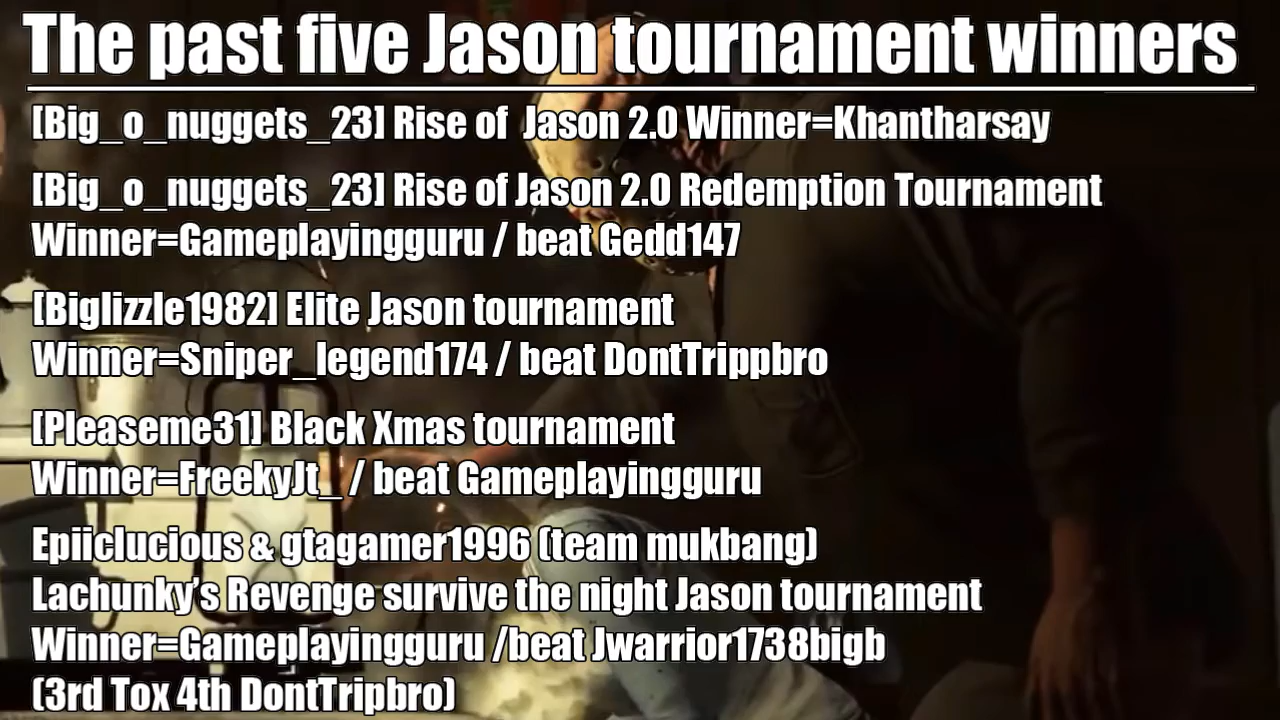 The past five Jason tournament winners
[Big_o_nuggets_23] Rise of Jason 2.0 Winner=Khantharsay
[Big_o_nuggets_23] Rise of Jason 2.0 Redemption Tournament
Winner=Gameplayingguru / beat Gedd147
[Biglizzle1982] Elite Jason tournament
Winner=Sniper_legend174 / beat DontTrippbro
[Pleaseme31] Black Xmas tournament
Winner=FreekyJt_ / beat Gameplayingguru
Epiiclucious & gtagamer1996 (team mukbang)
Lachunky’s Revenge survive the night Jason tournament
Winner=Gameplayingguru /beat Jwarrior1738bigb
(3rd Tox 4th DontTripbro)